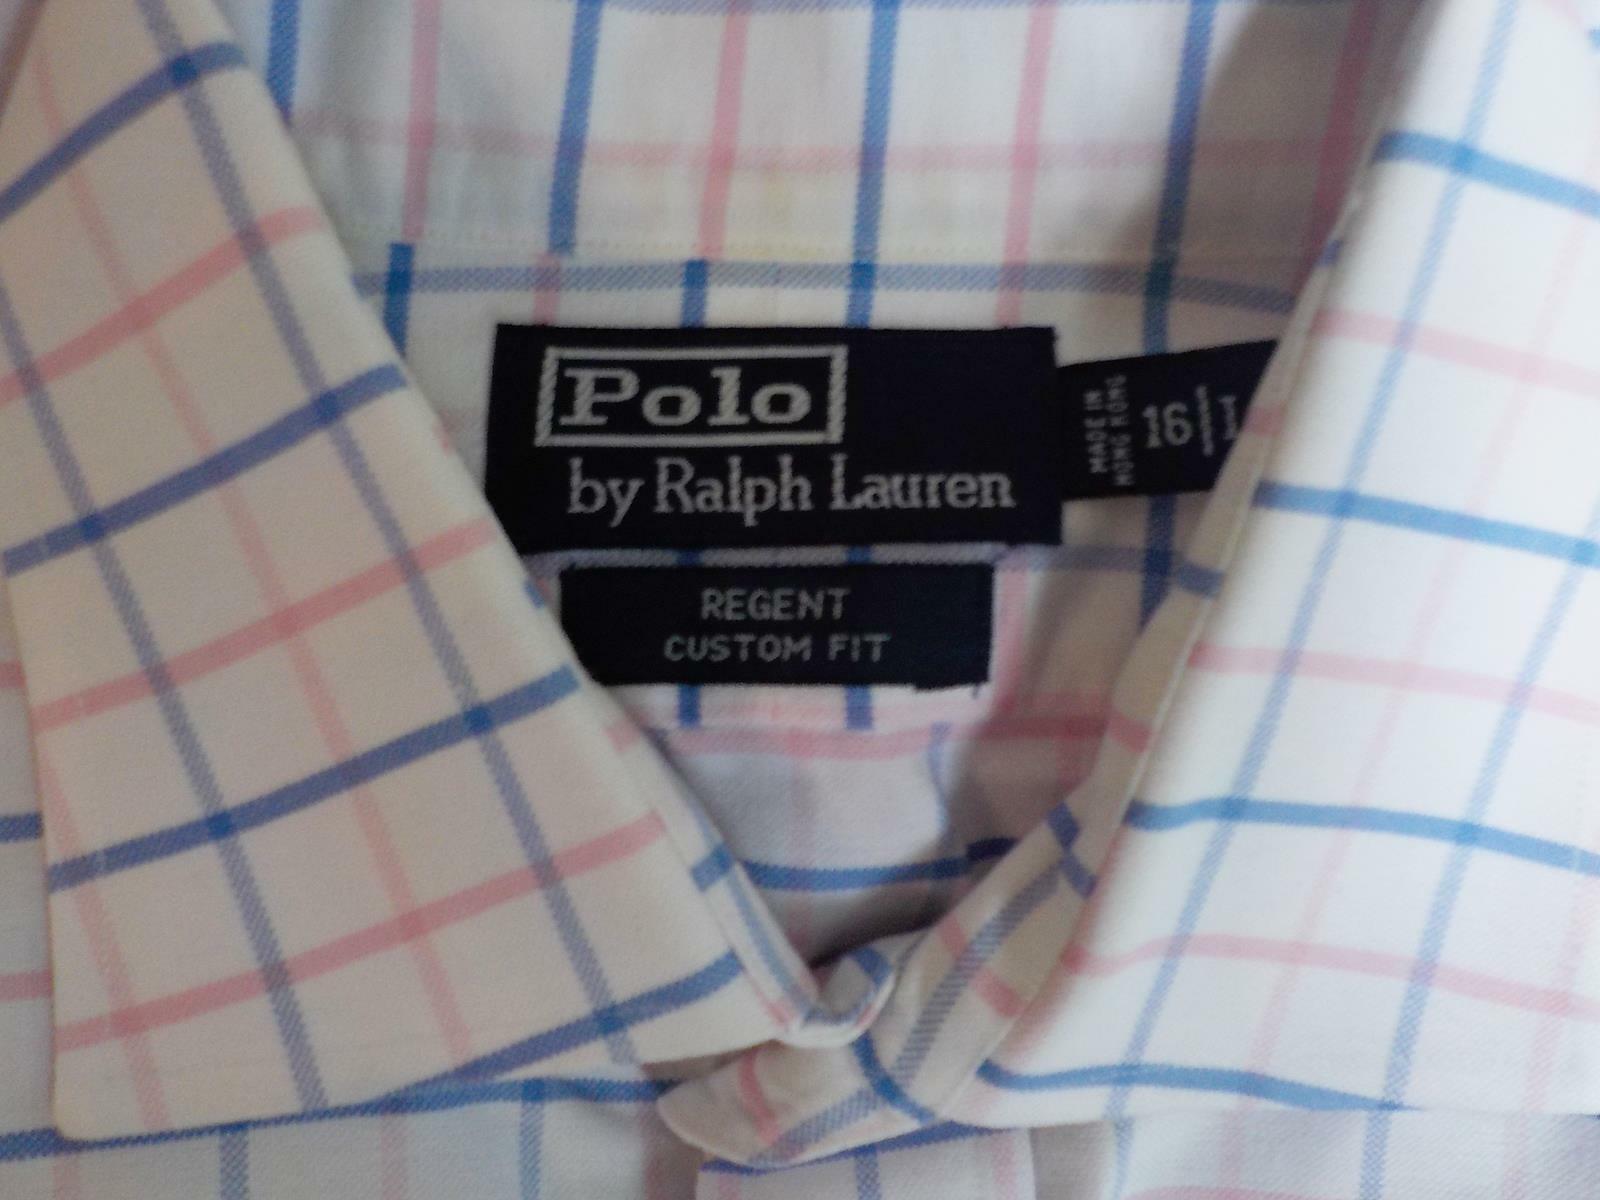 Polo
by Ralph Lauren
MADE IN
HONG KONG
16
REGENT
CUSTOM FIT